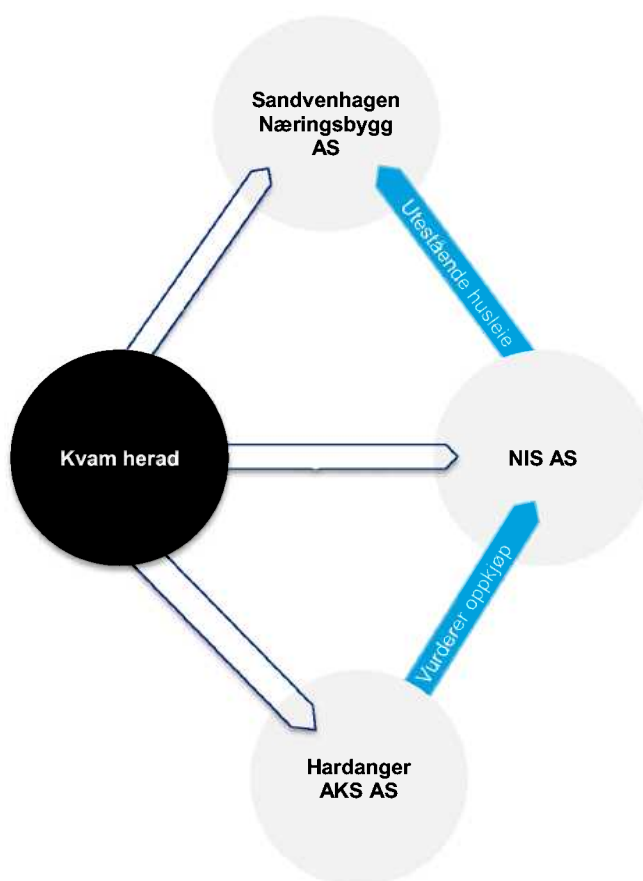 Sandvenhagen
Næringsbygg
AS
Utestående husleie
Kvam herad
NIS AS
Vurderer oppkjøp
Hardanger
AKS AS